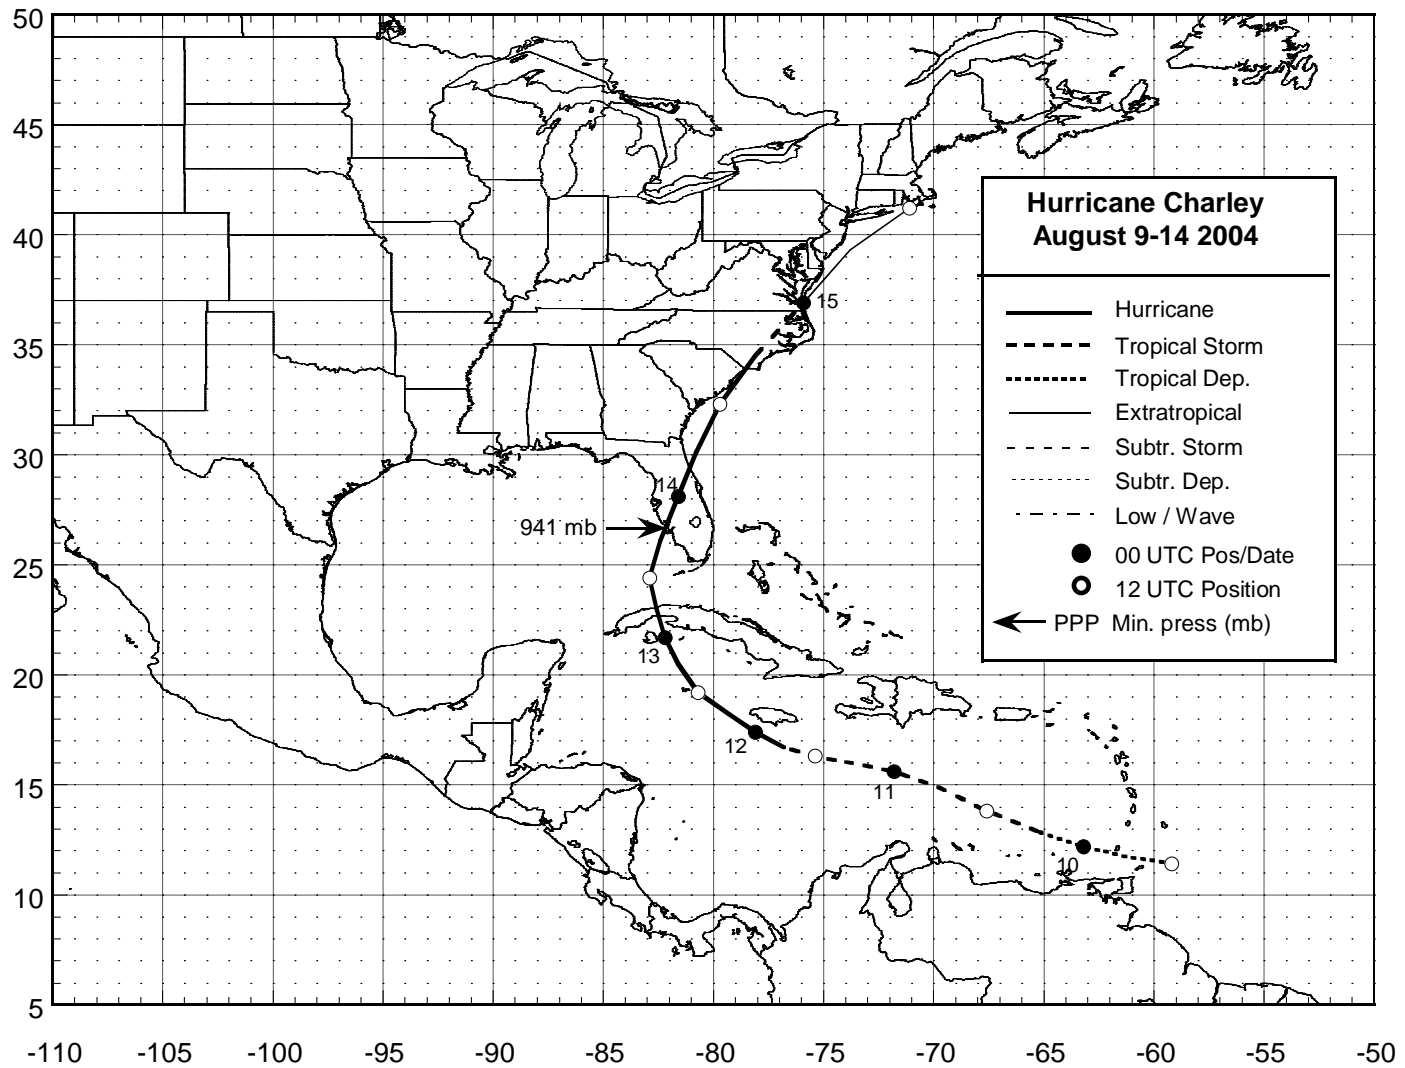 50
45
40
35
30
25
20
15
10
5
Hurricane Charley
August 9-14 2004
Hurricane
Tropical Storm
Tropical Dep.
Extratropical
Subtr. Storm
Subtr. Dep.
Low / Wave
00 UTC Pos/Date
12 UTC Position
PPP Min. press (mb)
15
14
941 mb
13
12
11
10
-110 -105 -100 -95 -90 -85 -80 -75 -70 -65 -60 -55 -50